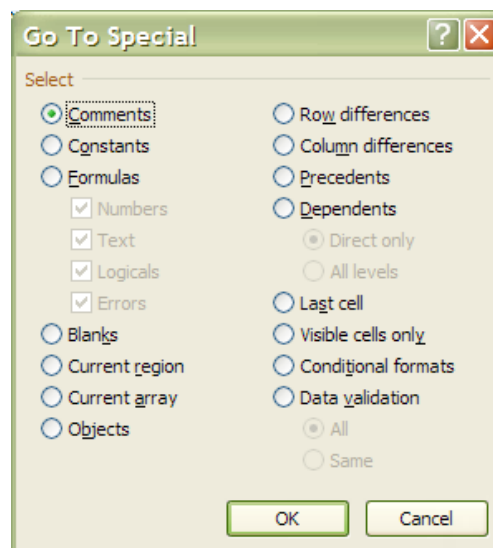 Go To Special
Select
Comments
Constants
Formulas
Numbers
Text
Logicals
Errors
Blanks
Current region
Current array
Objects
Row differences
Column differences
Precedents
Dependents
Direct only
All levels
Last cell
Visible cells only
Conditional formats
Data validation
All
Same
OK
Cancel